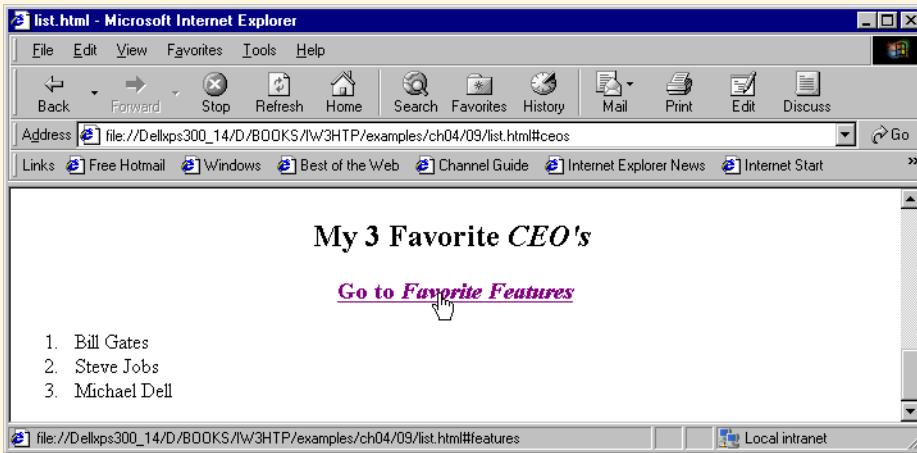 list.html - Microsoft Internet Explorer
File Edit View Favorites Tools Help
Back Forward Stop Refresh Home Search Favorites History Mail Print Edit Discuss
Address file://Dellxps300_14/D/BOOKS/IW3HTP/examples/ch04/09/list.html#ceos Go
Links Free Hotmail Windows Best of the Web Channel Guide Internet Explorer News Internet Start »
My 3 Favorite CEO's
Go to Favorite Features
1. Bill Gates
2. Steve Jobs
3. Michael Dell
file://Dellxps300_14/D/BOOKS/IW3HTP/examples/ch04/09/list.html#features Local intranet